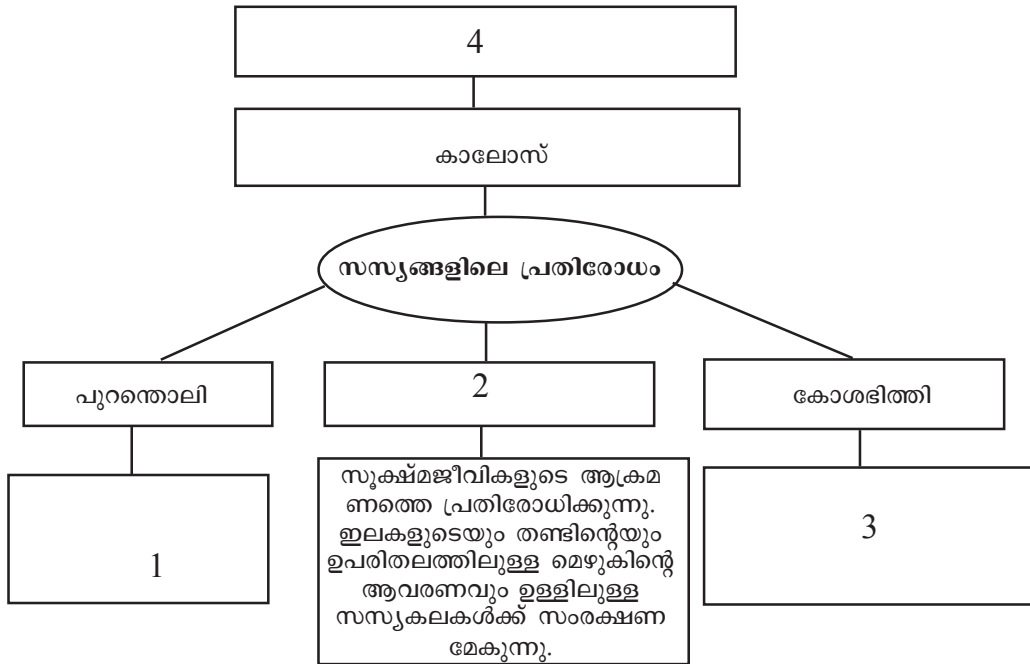 4
കാലോസ്
സസ്യങ്ങളിലെ പ്രതിരോധം
പുറന്തൊലി
2
കോശഭിത്തി
1
സൂക്ഷ്മജീവികളുടെ ആക്രമ
ണത്തെ പ്രതിരോധിക്കുന്നു.
ഇലകളുടെയും തണ്ടിന്റെയും
ഉപരിതലത്തിലുള്ള മെഴുകിന്റെ
ആവരണവും ഉള്ളിലുള്ള
സസ്യകലകൾക്ക് സംരക്ഷണ
മേകുന്നു.
3